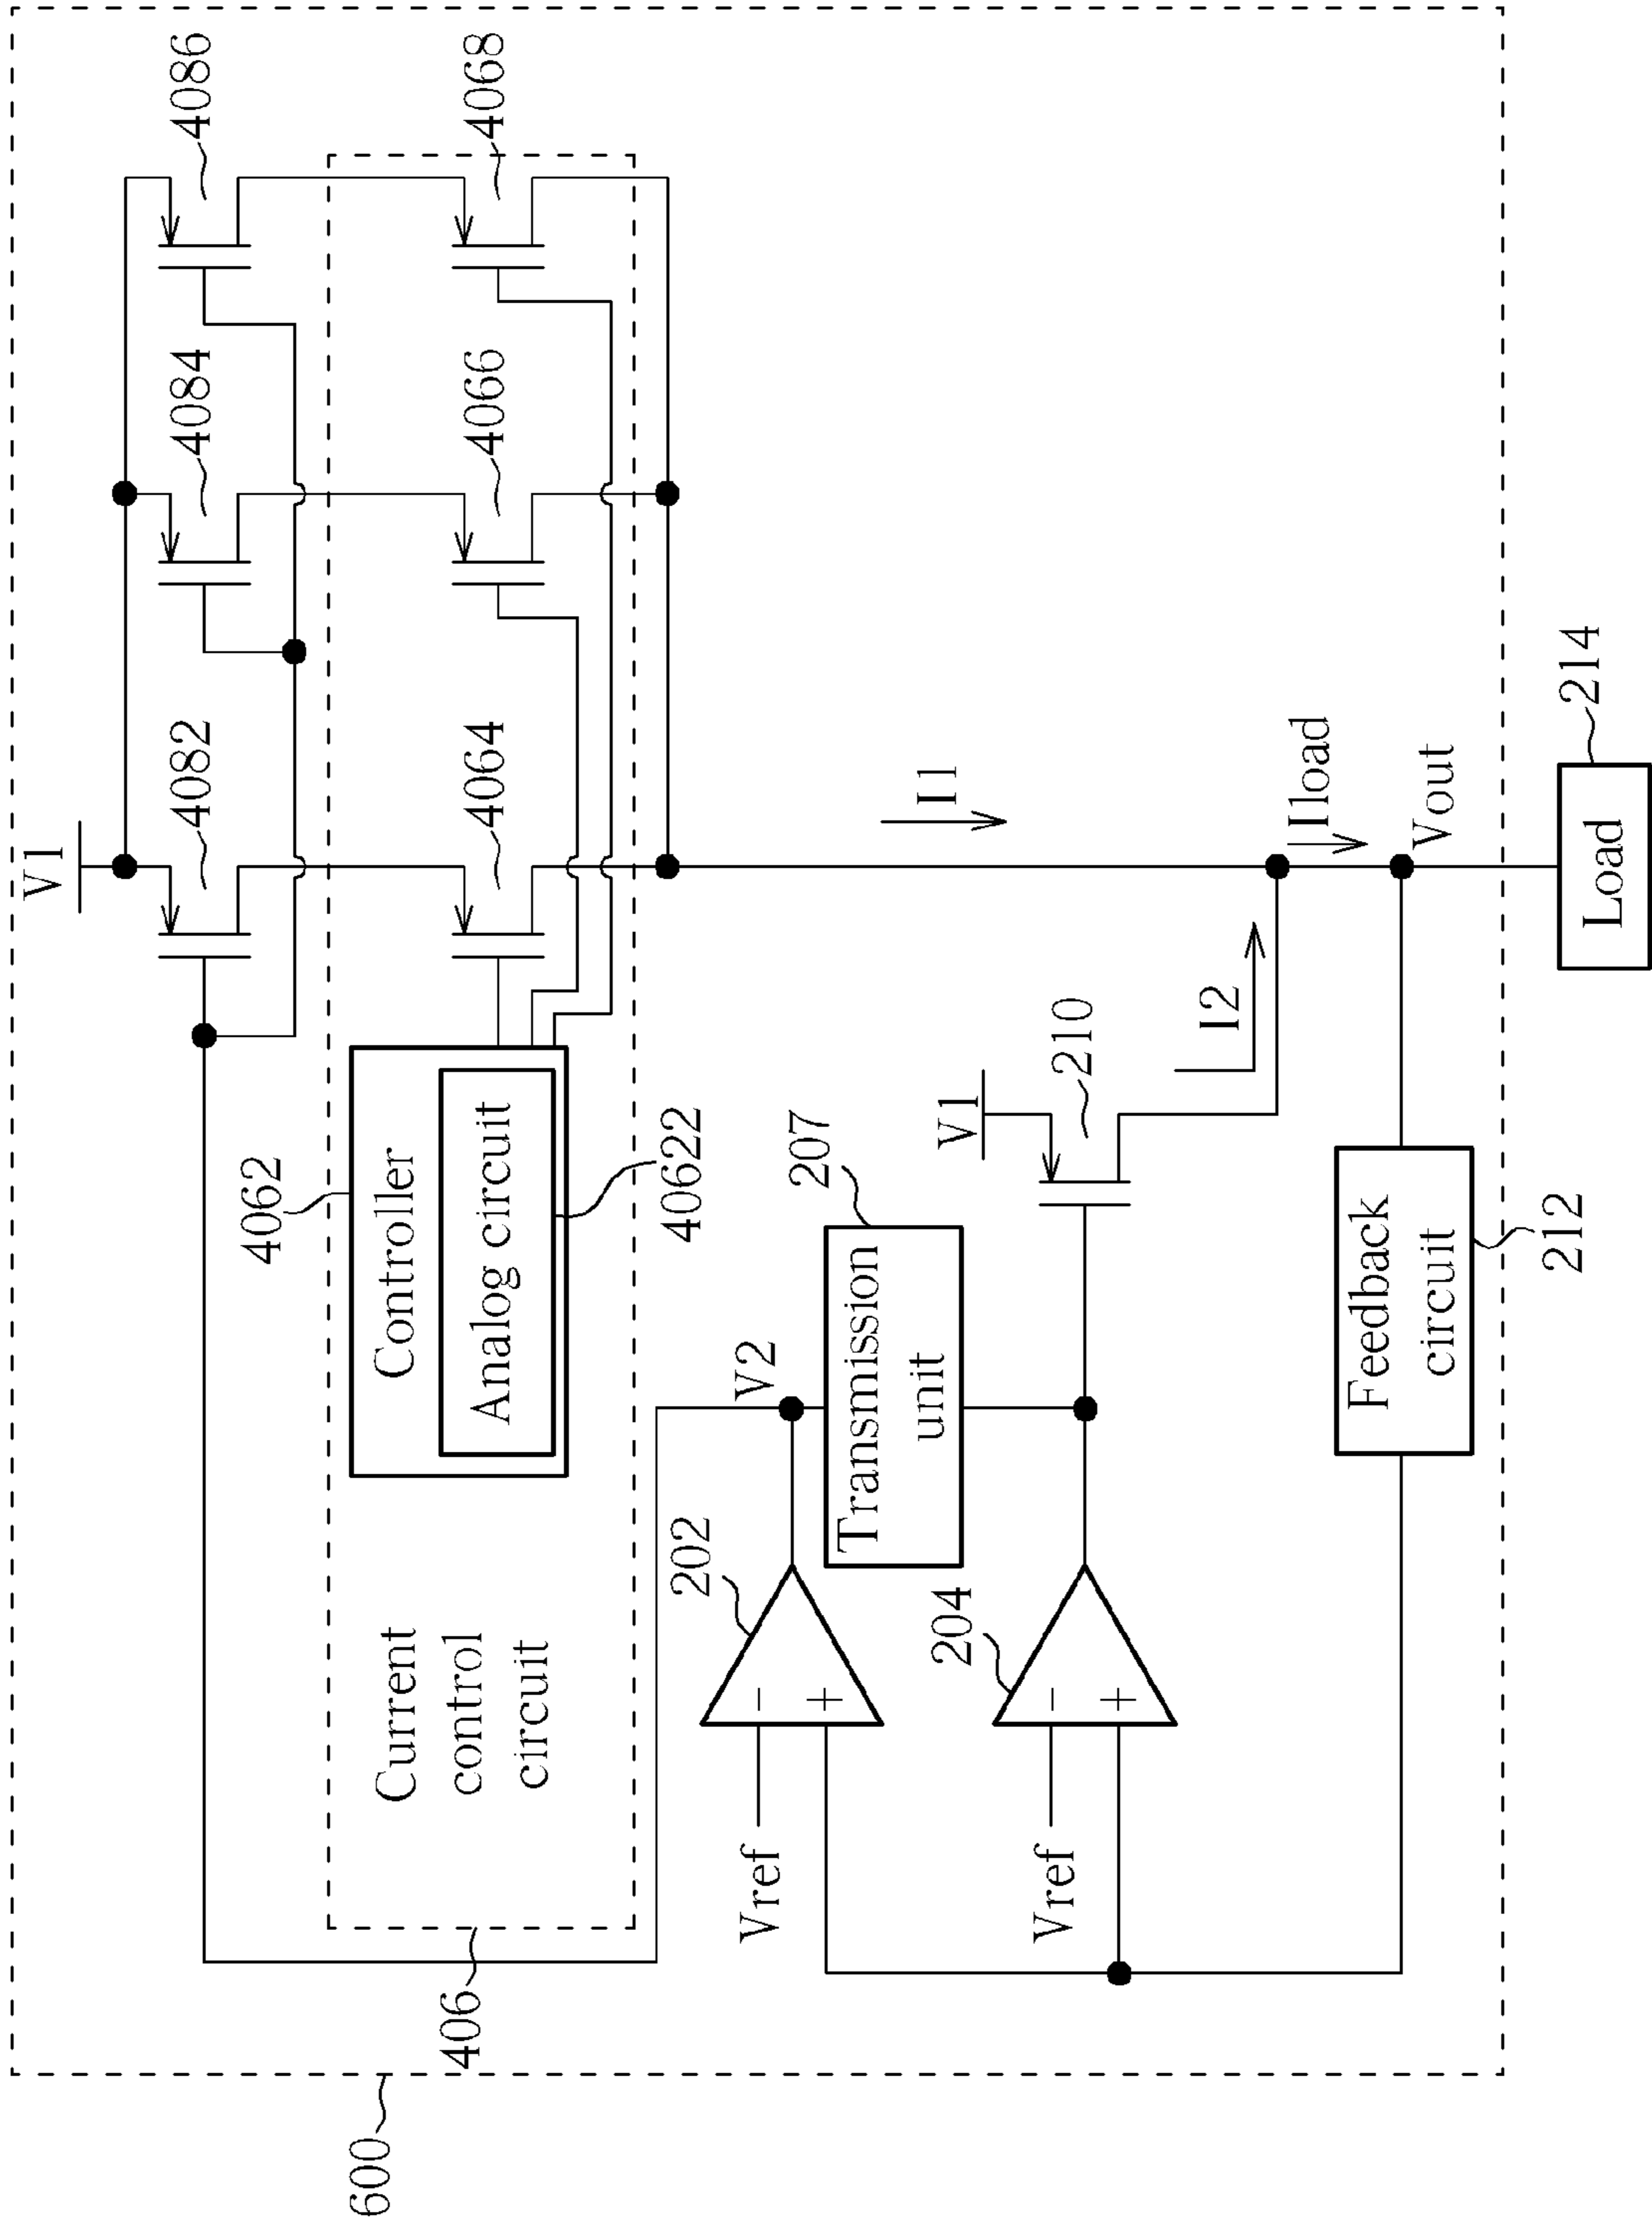 V1
4082
4084
4086
4062
Controller
Analog circuit
40622
4064
4066
4068
Current
control
circuit
406
V2
202
Vref
-
+
207
Transmission
unit
204
Vref
-
+
V1
210
I1
I2
Iload
Vout
Feedback
circuit
212
Load
214
600